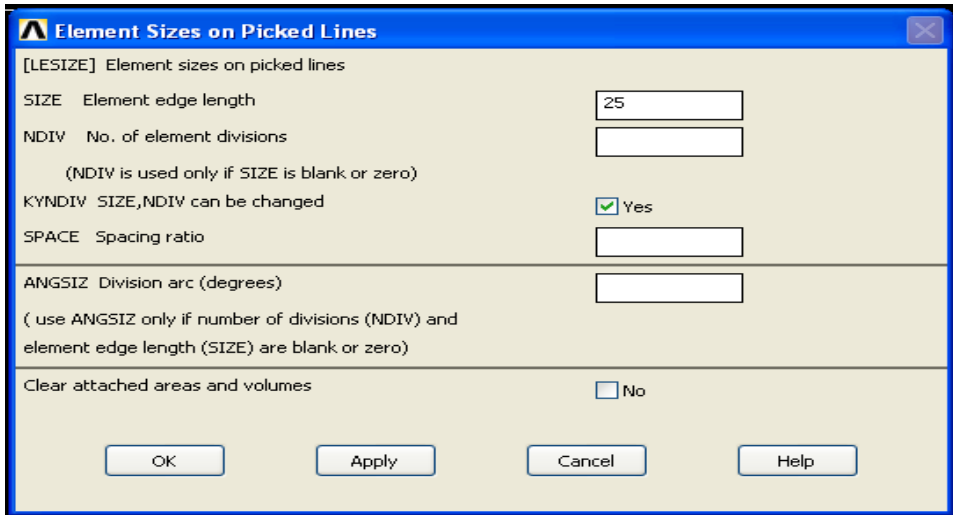 Element Sizes on Picked Lines
[LESIZE] Element sizes on picked lines
SIZE Element edge length 25
NDIV No. of element divisions
(NDIV is used only if SIZE is blank or zero)
KYNDIV SIZE,NDIV can be changed Yes
SPACE Spacing ratio
ANGSIZ Division arc (degrees)
( use ANGSIZ only if number of divisions (NDIV) and
element edge length (SIZE) are blank or zero)
Clear attached areas and volumes No
OK Apply Cancel Help